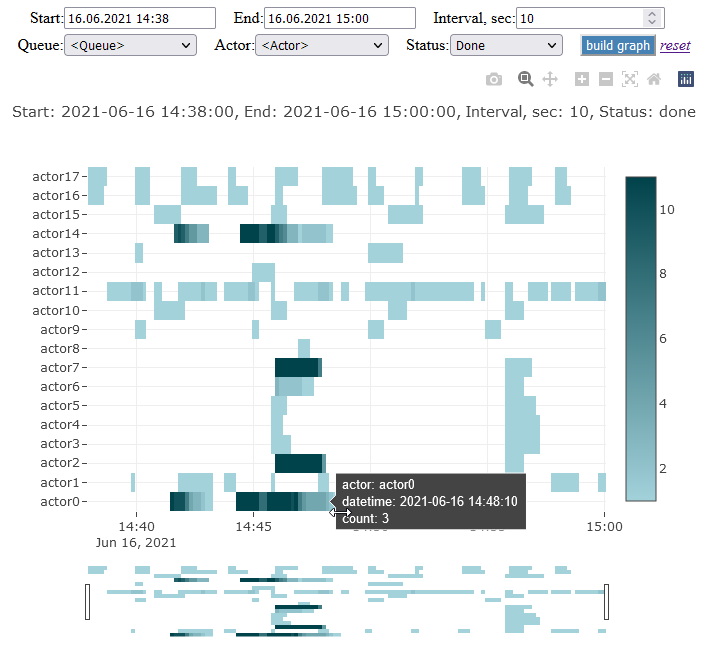 Start: 16.06.2021 14:38 End: 16.06.2021 15:00 Interval, sec: 10
Queue: <Queue> Actor: <Actor> Status: Done build graph reset
Start: 2021-06-16 14:38:00, End: 2021-06-16 15:00:00, Interval, sec: 10, Status: done
actor17
actor16
actor15
actor14
actor13
actor12
actor11
actor10
actor9
actor8
actor7
actor6
actor5
actor4
actor3
actor2
actor1
actor0
10
8
6
4
2
actor: actor0
datetime: 2021-06-16 14:48:10
count: 3
14:40 14:45 15:00
Jun 16, 2021